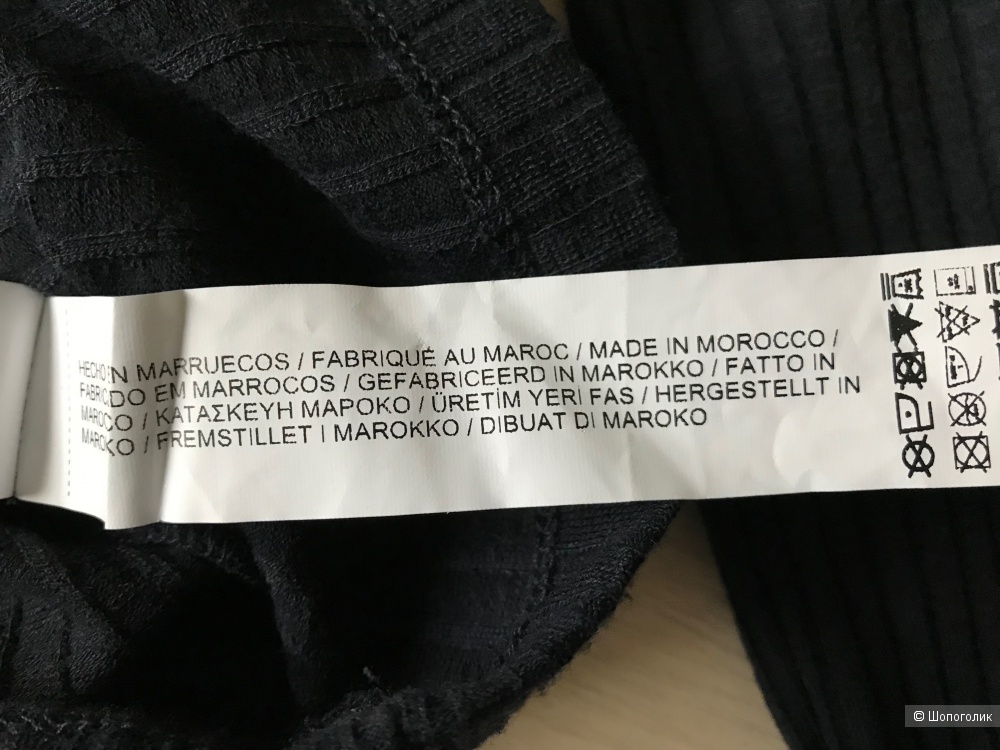 HECHO EN MARRUECOS / FABRIQUÉ AU MAROC / MADE IN MOROCCO /
FABRICADO EM MARROCOS / GEFABRICEERD IN MAROKKO / FATTO IN
MAROCCO / ΚΑΤΑΣΚΕΥΗ ΜΑΡΟΚΟ / ÜRETİM YERİ FAS / HERGESTELLT IN
MAROKKO / FREMSTILLET I MAROKKO / DIBUAT DI MAROKO
© Шопоголик